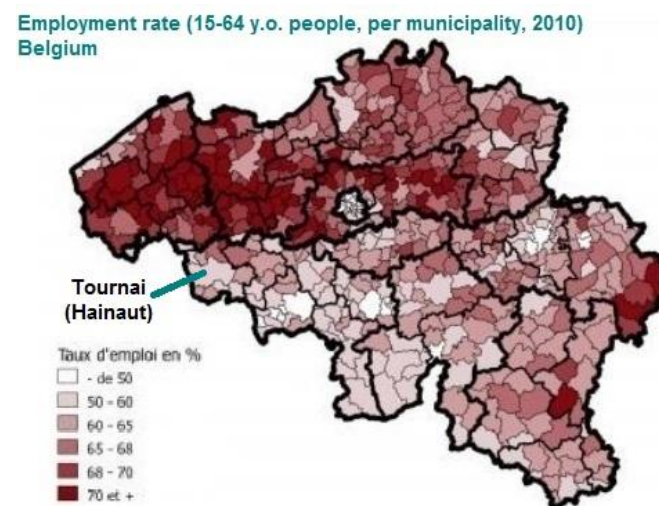 Employment rate (15-64 y.o. people, per municipality, 2010)
Belgium
Tournai
(Hainaut)
Taux d'emploi en %
- de 50
50 - 60
60 - 65
65 - 68
68 - 70
70 et +